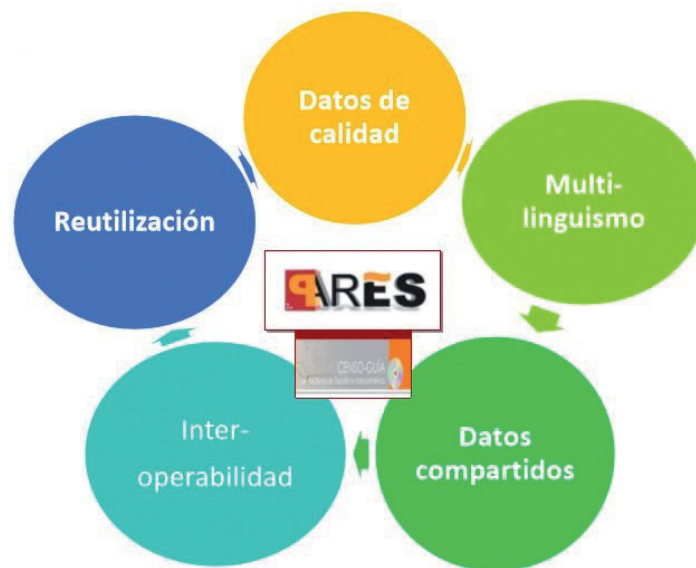 Datos de
calidad
Multi-
linguismo
Datos
compartidos
Inter-
operabilidad
Reutilización
PARES
CENSO-GUÍA